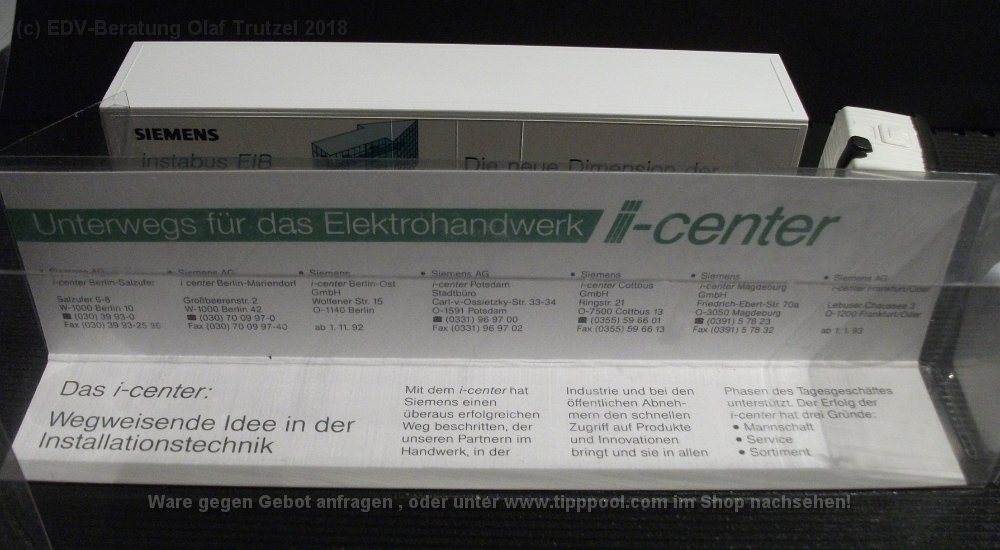 (c) EDV-Beratung Olaf Trutzel 2018
SIEMENS
instabus EIB
Die neue Dimension der
Unterwegs für das Elektrohandwerk
i-center
• Siemens AG
i-center Berlin-Salzufer
Salzufer 6-8
W-1000 Berlin 10
☎ (030) 39 93-0
Fax (030) 39 93-25 96
• Siemens AG
i center Berlin-Mariendorf
Großbeerenstr. 2
W-1000 Berlin 42
☎ (030) 70 09 97-0
Fax (030) 70 09 97-40
• Siemens
i-center Berlin-Ost
GmbH
Wolfener Str. 15
O-1140 Berlin
ab 1. 11. 92
• Siemens AG
i-center Potsdam
Stadtbüro
Carl-v.-Ossietzky-Str. 33-34
O-1591 Potsdam
☎ (0331) 96 97 00
Fax (0331) 96 97 02
• Siemens
i-center Cottbus
GmbH
Ringstr. 21
O-7500 Cottbus 13
☎ (0355) 59 66 01
Fax (0355) 59 66 13
• Siemens
i-center Magdeburg
GmbH
Friedrich-Ebert-Str. 70a
O-3050 Magdeburg
☎ (0391) 5 78 23
Fax (0391) 5 78 32
• Siemens AG
i-center Frankfurt/Oder
Lebuser Chaussee 3
O-1200 Frankfurt/Oder
ab 1. 1. 93
Das i-center:
Wegweisende Idee in der
Installationstechnik
Mit dem i-center hat
Siemens einen
überaus erfolgreichen
Weg beschritten, der
unseren Partnern im
Handwerk, in der
Industrie und bei den
öffentlichen Abneh-
mern den schnellen
Zugriff auf Produkte
und Innovationen
bringt und sie in allen
Phasen des Tagesgeschäftes
unterstützt. Der Erfolg der
i-center hat drei Gründe:
• Mannschaft
• Service
• Sortiment
Ware gegen Gebot anfragen , oder unter www.tipppool.com im Shop nachsehen!